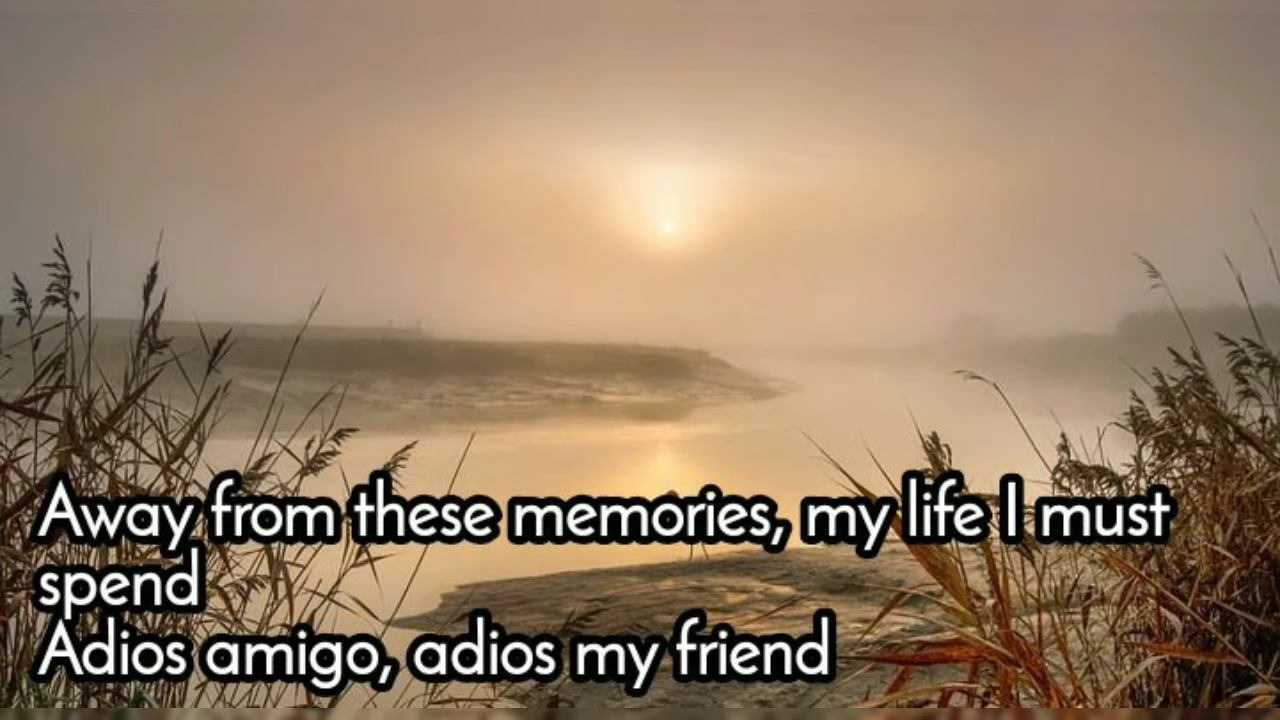 Away from these memories, my life I must
spend
Adios amigo, adios my friend